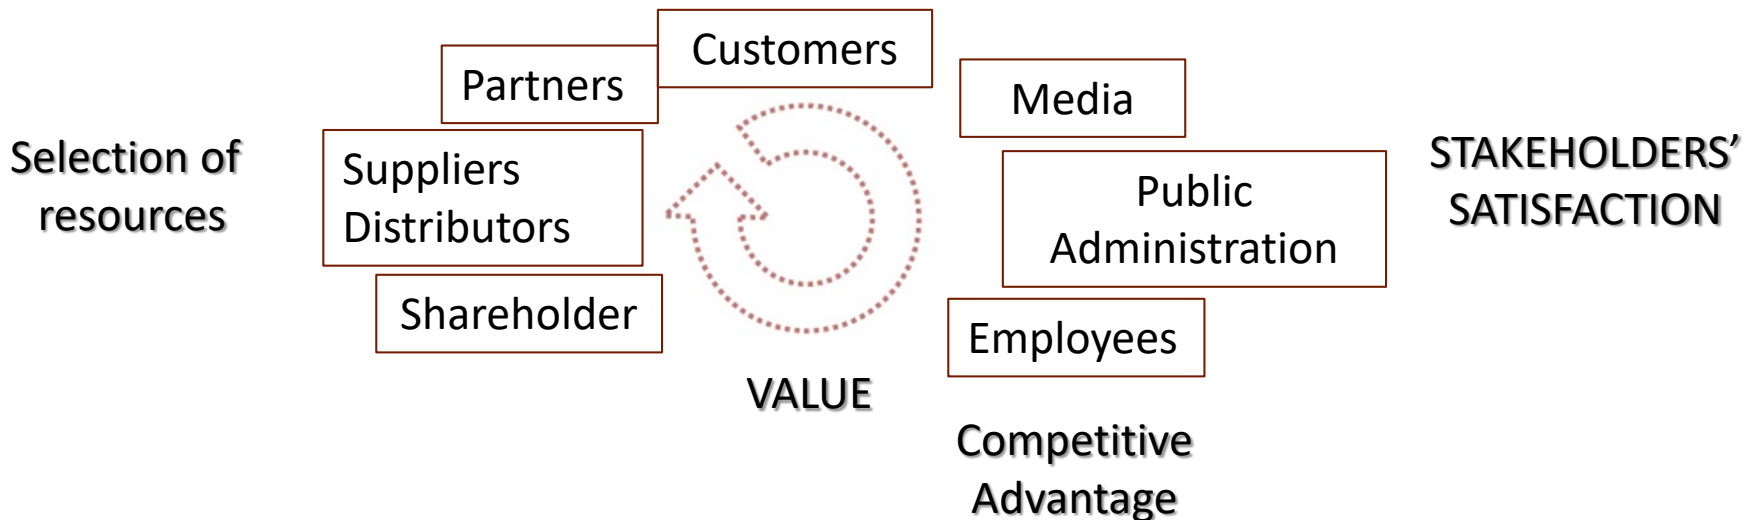 Customers
Partners
Media
Selection of
resources
Suppliers
Distributors
Public
Administration
STAKEHOLDERS’
SATISFACTION
Shareholder
Employees
VALUE
Competitive
Advantage